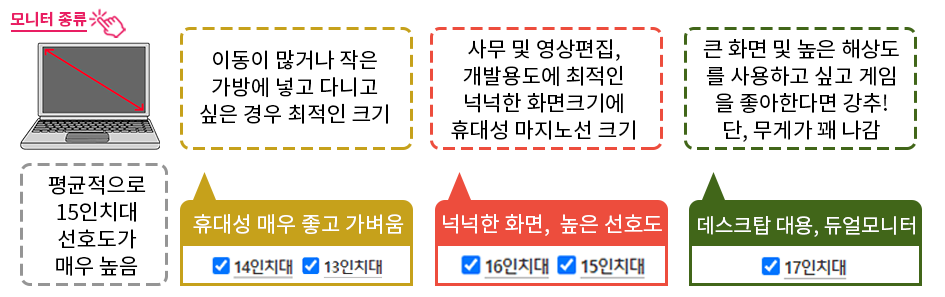 모니터 종류
평균적으로
15인치대
선호도가
매우 높음
이동이 많거나 작은
가방에 넣고 다니고
싶은 경우 최적인 크기
휴대성 매우 좋고 가벼움
14인치대 13인치대
사무 및 영상편집,
개발용도에 최적인
넉넉한 화면크기에
휴대성 마지노선 크기
넉넉한 화면, 높은 선호도
16인치대 15인치대
큰 화면 및 높은 해상도
를 사용하고 싶고 게임
을 좋아한다면 강추!
단, 무게가 꽤 나감
데스크탑 대용, 듀얼모니터
17인치대